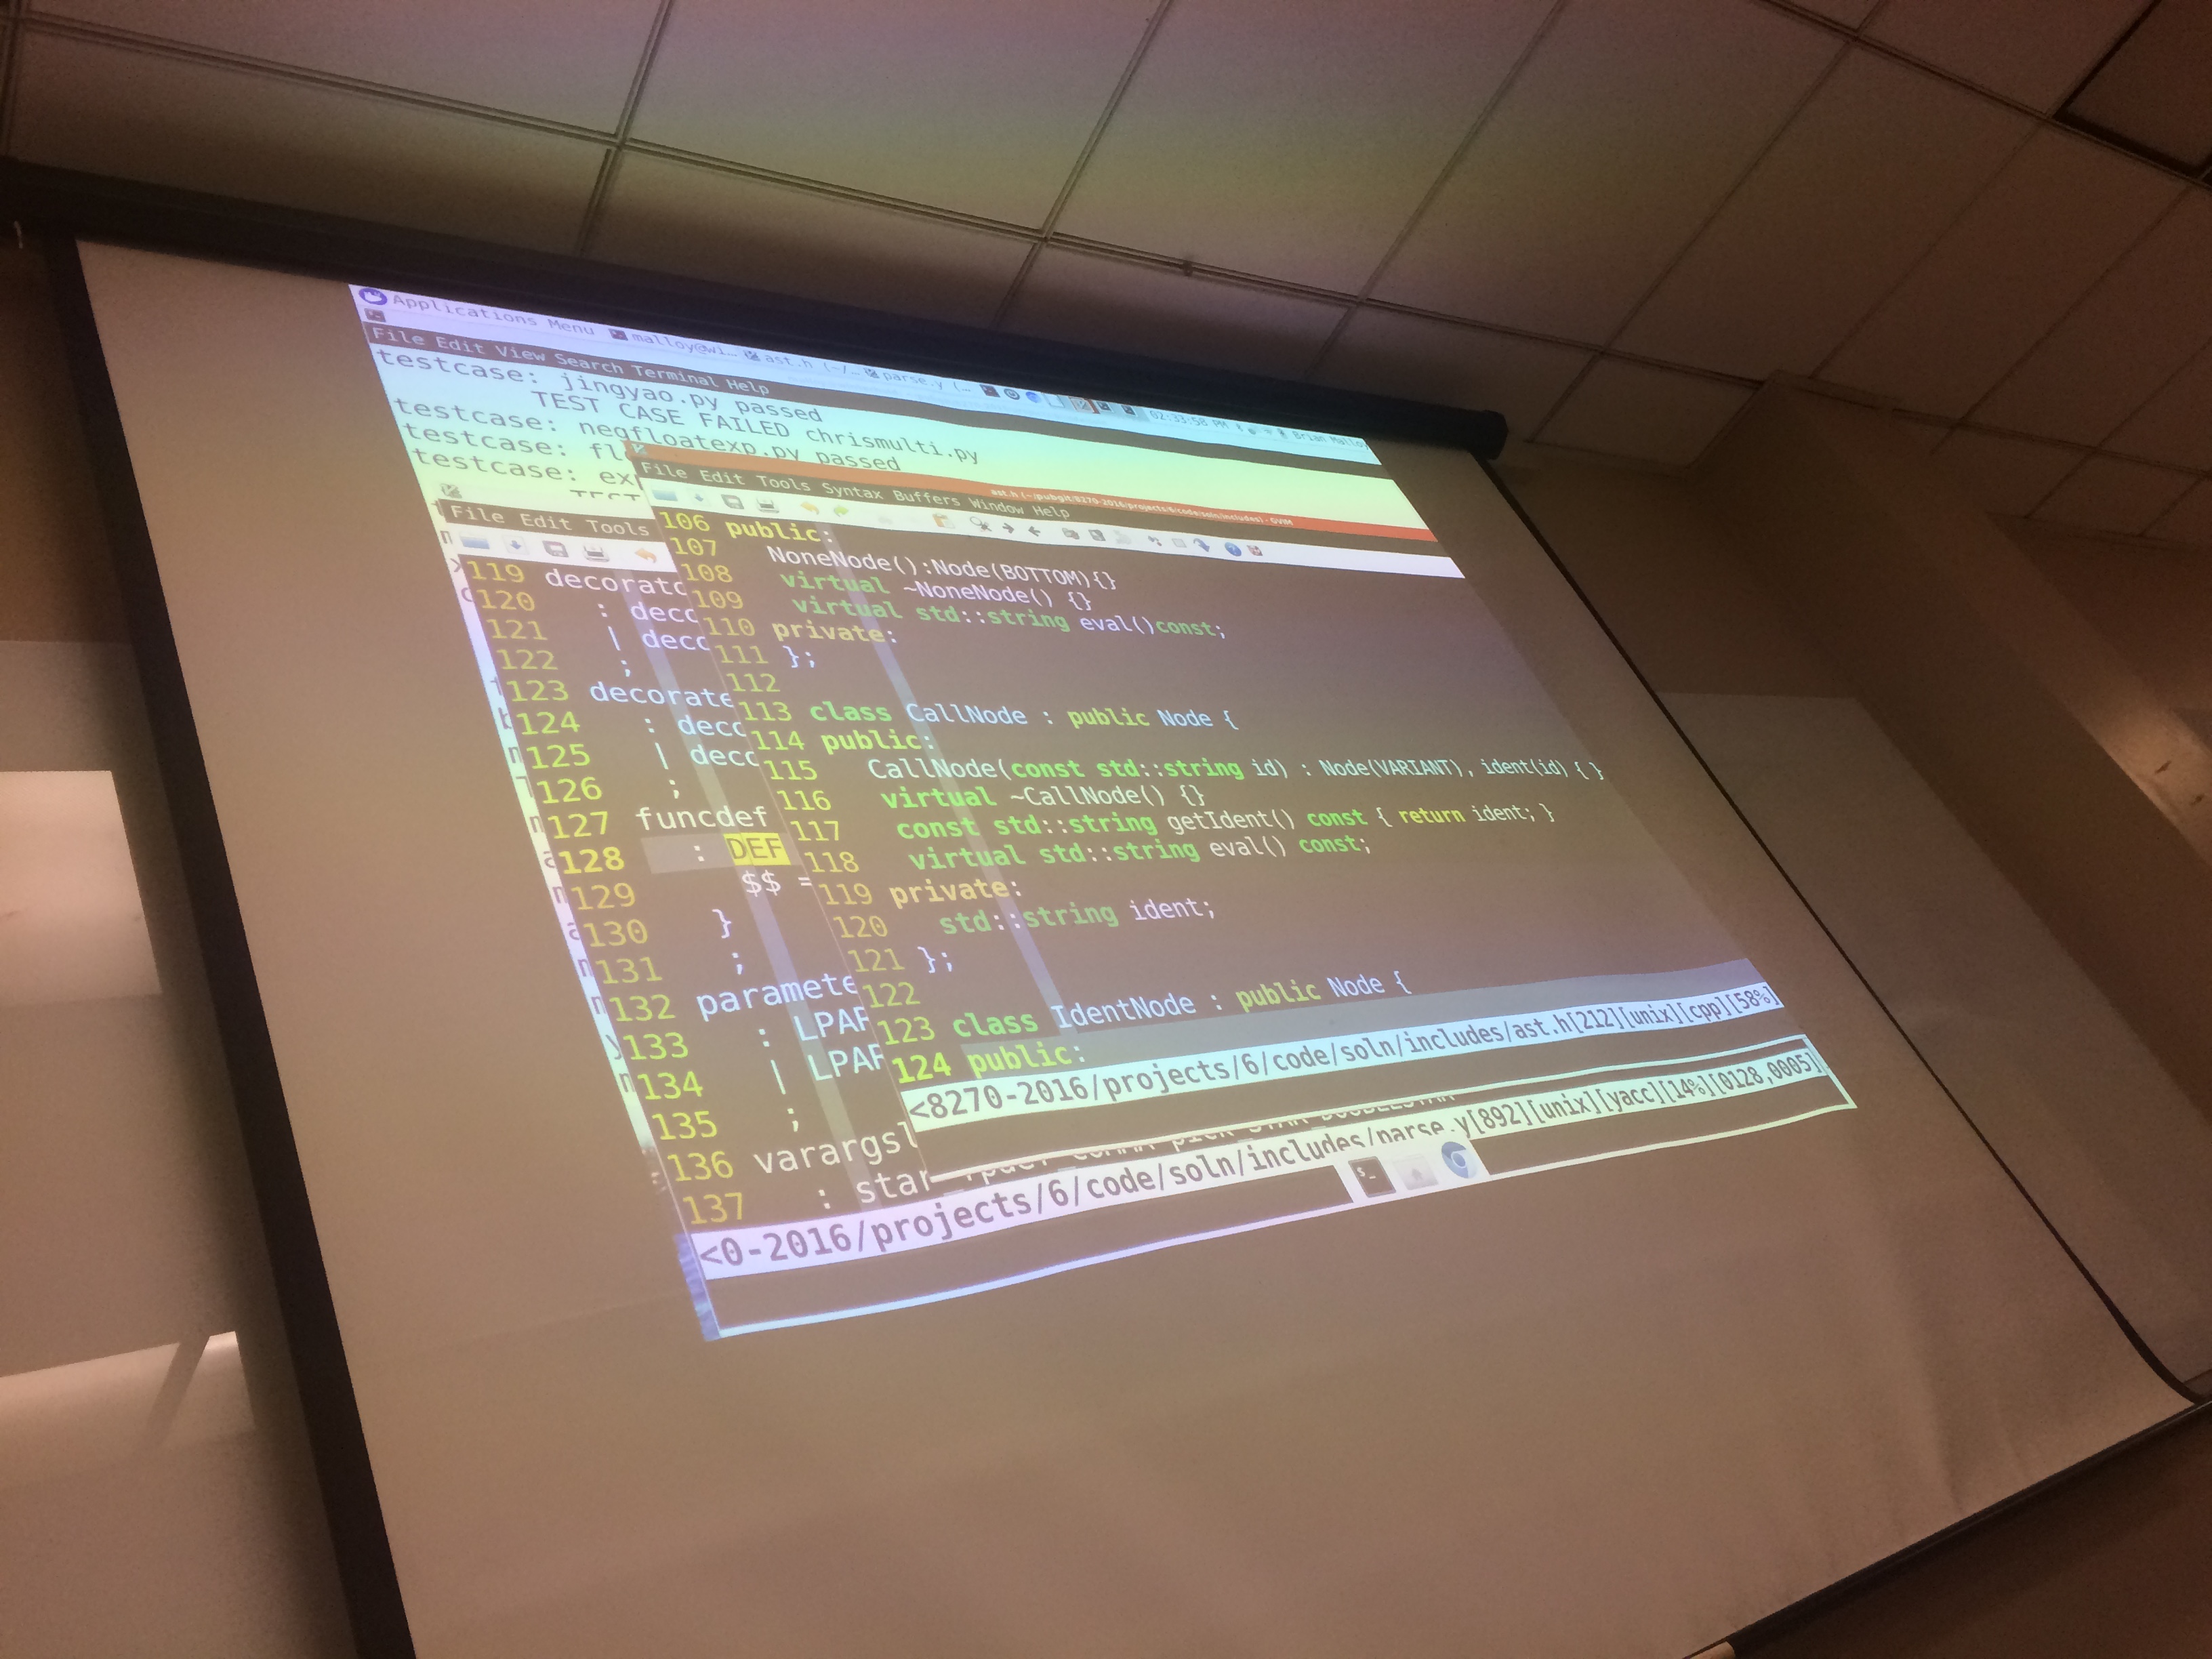 Applications Menu malloy@wi... ast.h (~/... parse.y (... 02:33:58 PM Brian Malloy
File Edit View Search Terminal Help
testcase: jingyao.py passed
TEST CASE FAILED chrismulti.py
testcase: negfloatexp.py passed
testcase: fl
testcase: ex
ast.h (~/pubgit/8270-2016/projects/6/code/soln/includes) - GVIM
File Edit Tools Syntax Buffers Window Help
106 public:
107 NoneNode():Node(BOTTOM){}
108 virtual ~NoneNode() {}
109 virtual std::string eval()const;
110 private:
111 };
112
113 class CallNode : public Node {
114 public:
115 CallNode(const std::string id) : Node(VARIANT), ident(id) { }
116 virtual ~CallNode() {}
117 const std::string getIdent() const { return ident; }
118 virtual std::string eval() const;
119 private:
120 std::string ident;
121 };
122
123 class IdentNode : public Node {
124 public:
<8270-2016/projects/6/code/soln/includes/ast.h[212][unix][cpp][58%]
File Edit Tools
119 decorato
120 : deco
121 | deco
122 ;
123 decorate
124 : deco
125 | deco
126 ;
127 funcdef
128 : DEF
129 $$ =
130 }
131 ;
132 paramete
133 : LPAR
134 | LPAR
135 ;
136 varargsl
137 : star
<0-2016/projects/6/code/soln/includes/parse.y[892][unix][yacc][14%][0128,0005]